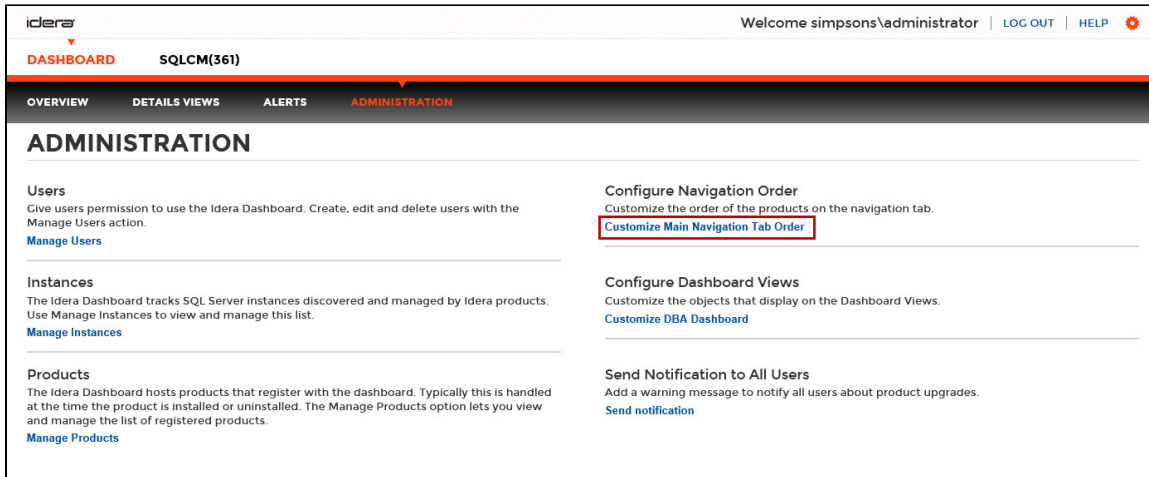 idera
Welcome simpsons\administrator | LOG OUT | HELP
DASHBOARD SQLCM(361)
OVERVIEW DETAILS VIEWS ALERTS ADMINISTRATION
ADMINISTRATION
Users
Give users permission to use the Idera Dashboard. Create, edit and delete users with the
Manage Users action.
Manage Users
Instances
The Idera Dashboard tracks SQL Server instances discovered and managed by Idera products.
Use Manage Instances to view and manage this list.
Manage Instances
Products
The Idera Dashboard hosts products that register with the dashboard. Typically this is handled
at the time the product is installed or uninstalled. The Manage Products option lets you view
and manage the list of registered products.
Manage Products
Configure Navigation Order
Customize the order of the products on the navigation tab.
Customize Main Navigation Tab Order
Configure Dashboard Views
Customize the objects that display on the Dashboard Views.
Customize DBA Dashboard
Send Notification to All Users
Add a warning message to notify all users about product upgrades.
Send notification